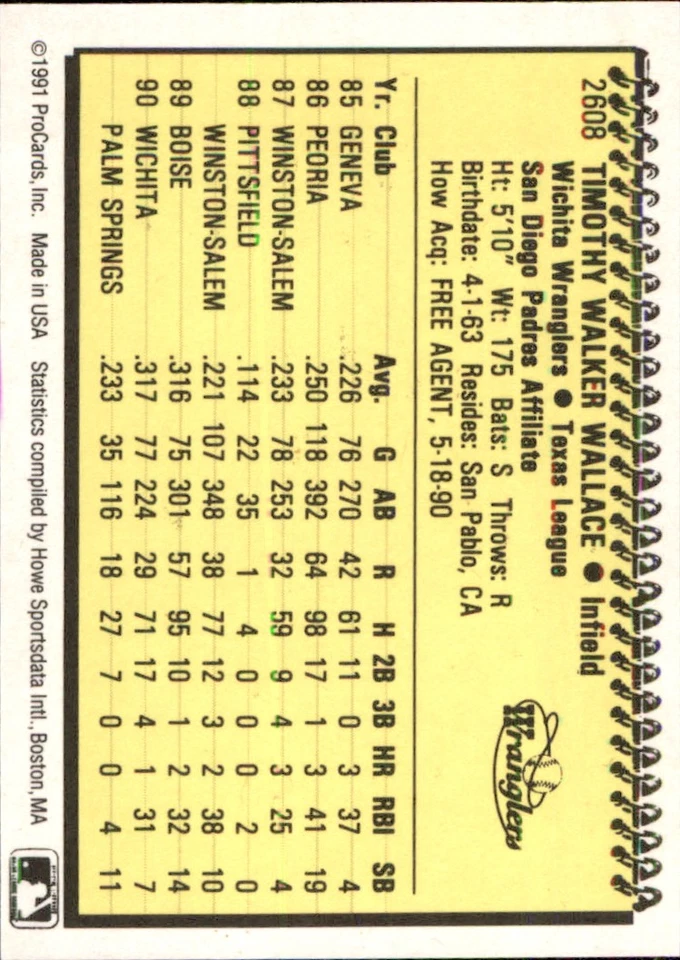 2608 TIMOTHY WALKER WALLACE ● Infield
Wichita Wranglers ● Texas League
San Diego Padres Affiliate
Ht: 5'10" Wt: 175 Bats: S Throws: R
Birthdate: 4-1-63 Resides: San Pablo, CA
How Acq: FREE AGENT, 5-18-90
Wranglers
Yr. Club Avg. G AB R H 2B 3B HR RBI SB
85 GENEVA .226 76 270 42 61 11 0 3 37 4
86 PEORIA .250 118 392 64 98 17 1 3 41 19
87 WINSTON-SALEM .233 78 253 32 59 9 4 3 25 4
88 PITTSFIELD .114 22 35 1 4 0 0 0 2 0
WINSTON-SALEM .221 107 348 38 77 12 3 2 38 10
89 BOISE .316 75 301 57 95 10 1 2 32 14
90 WICHITA .317 77 224 29 71 17 4 1 31 7
PALM SPRINGS .233 35 116 18 27 7 0 0 4 11
©1991 ProCards, Inc. Made in USA Statistics compiled by Howe Sportsdata Intl., Boston, MA